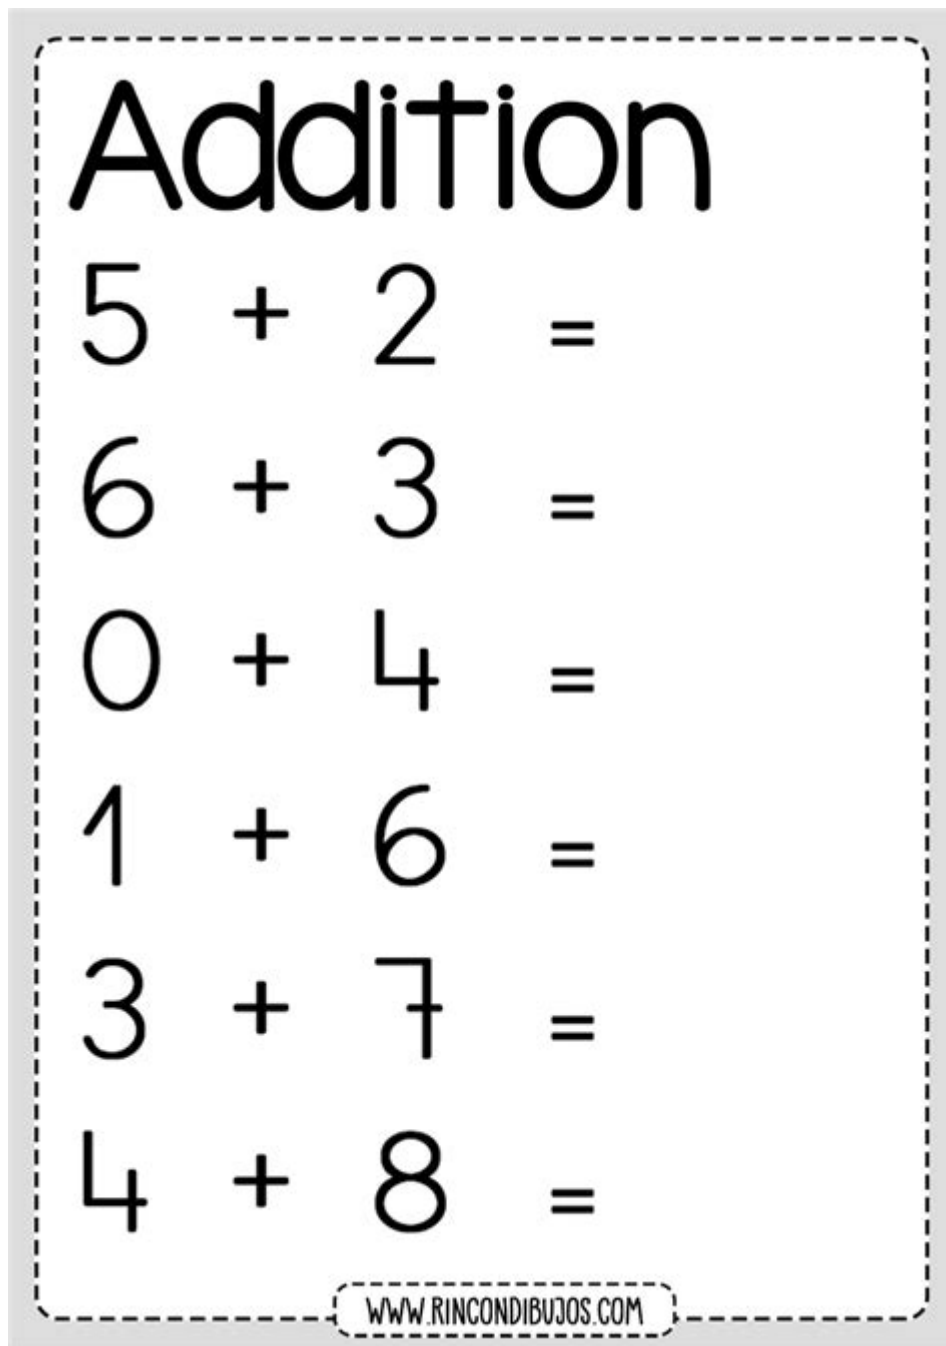 Addition
5 + 2 =
6 + 3 =
0 + 4 =
1 + 6 =
3 + 7 =
4 + 8 =
WWW.RINCONDIBUJOS.COM